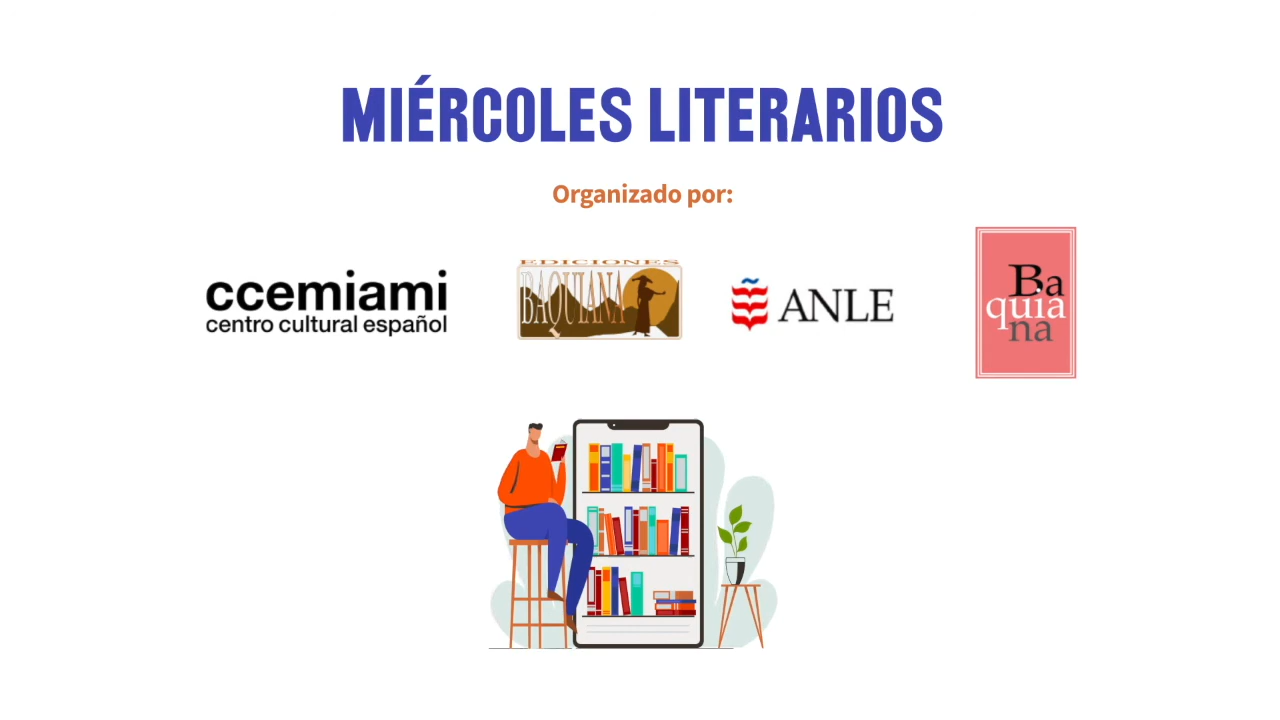 MIÉRCOLES LITERARIOS
Organizado por:
ccemiami
centro cultural español
EDICIONES
BAQUIANA
ANLE
Ba
quia
na